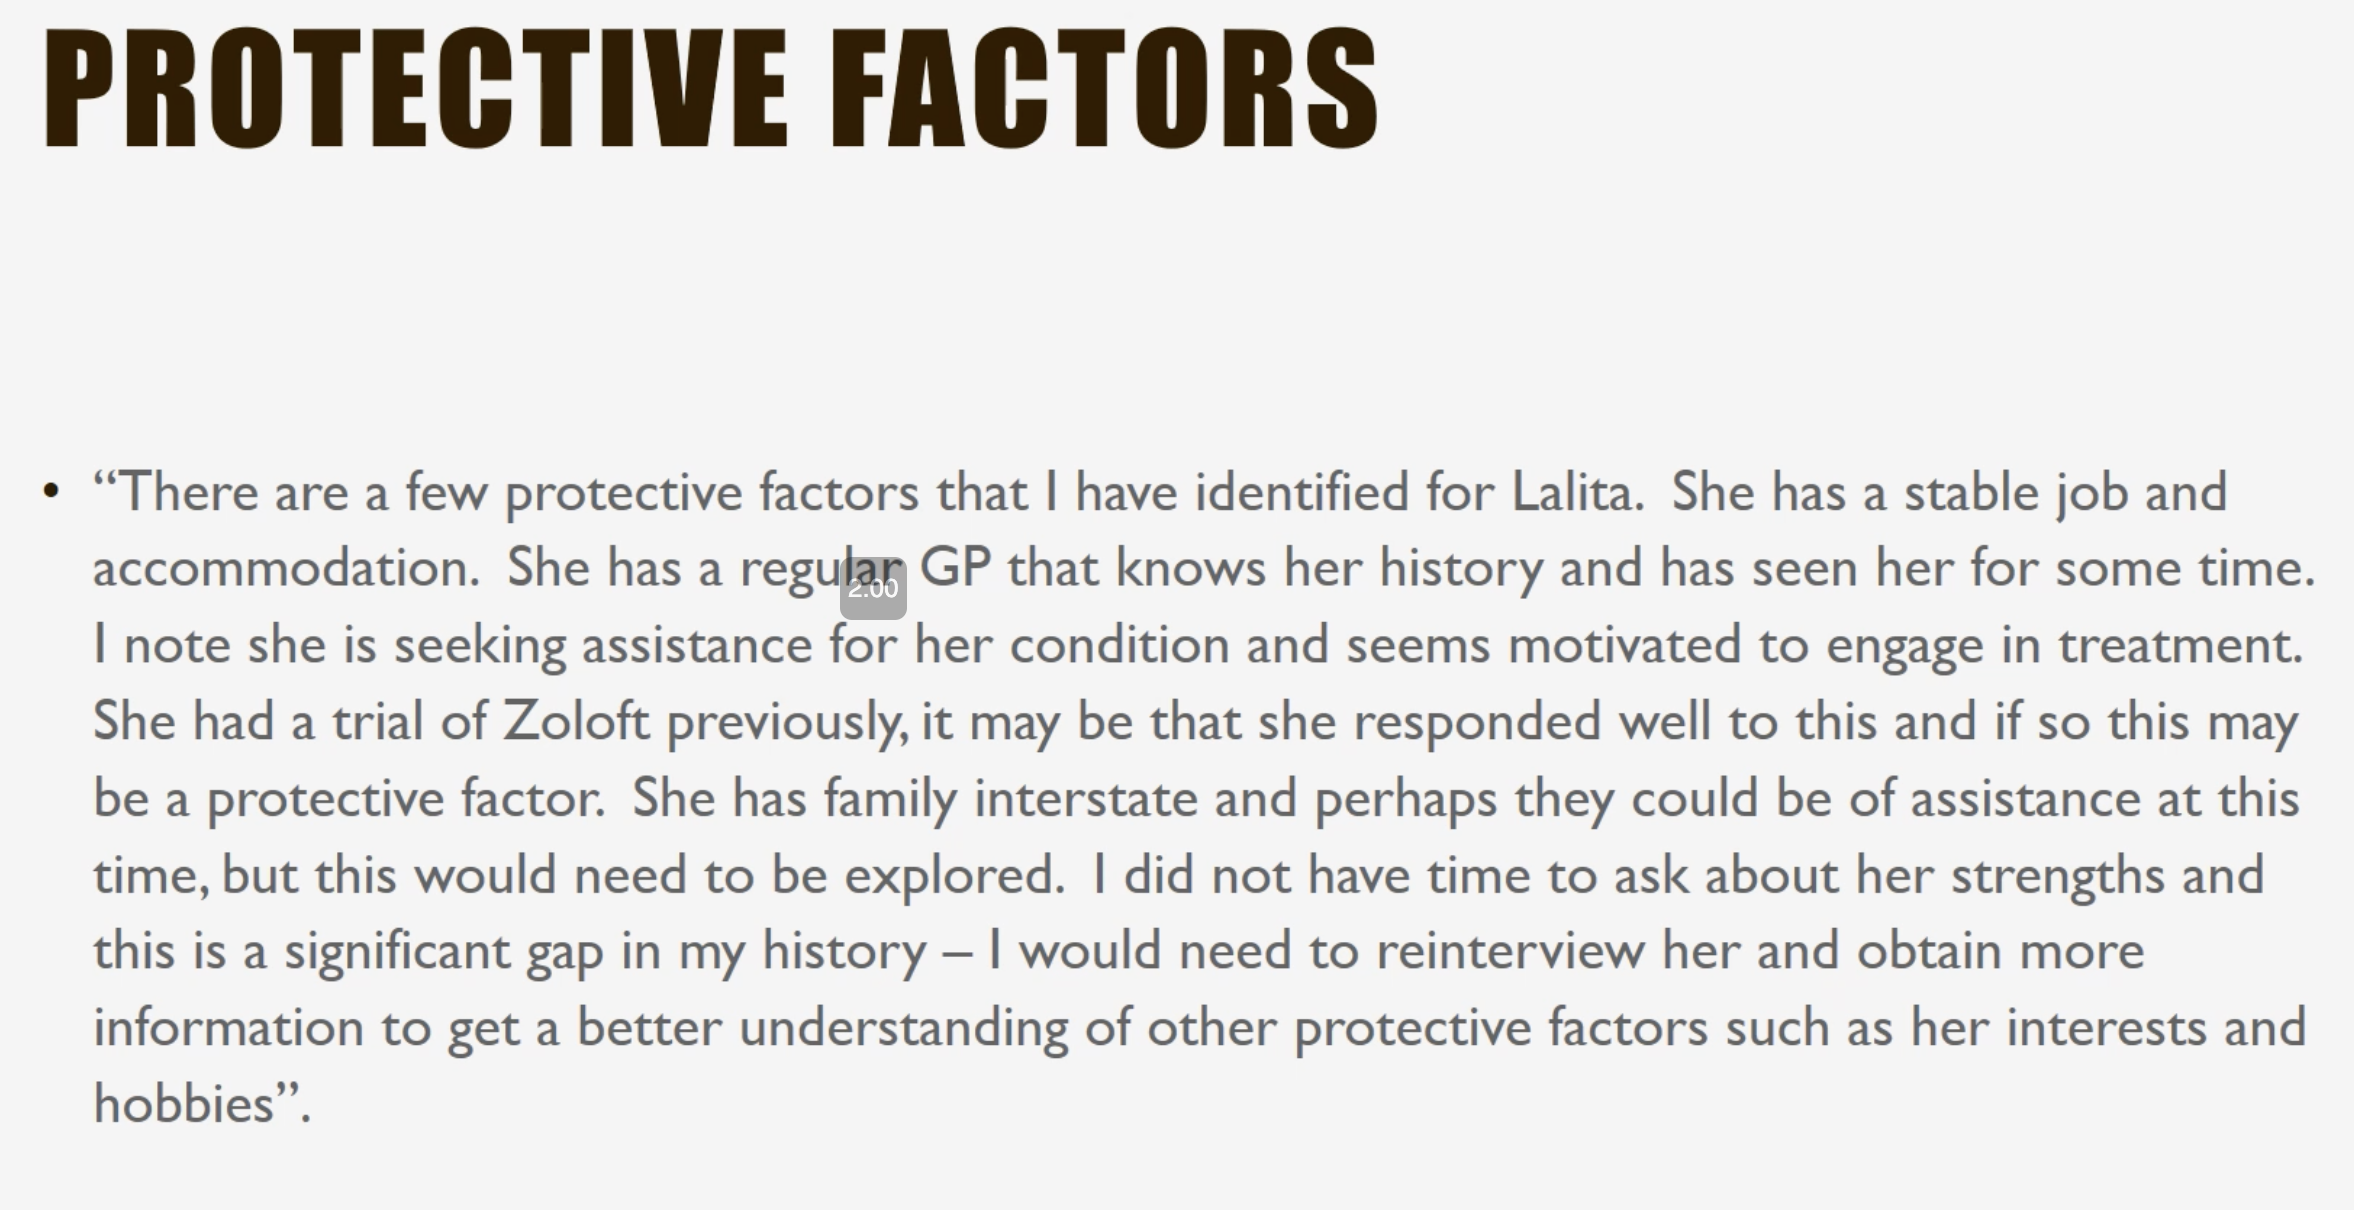 PROTECTIVE FACTORS
• “There are a few protective factors that I have identified for Lalita.  She has a stable job and
accommodation.  She has a regular GP that knows her history and has seen her for some time.
2.00
I note she is seeking assistance for her condition and seems motivated to engage in treatment.
She had a trial of Zoloft previously, it may be that she responded well to this and if so this may
be a protective factor.  She has family interstate and perhaps they could be of assistance at this
time, but this would need to be explored.  I did not have time to ask about her strengths and
this is a significant gap in my history – I would need to reinterview her and obtain more
information to get a better understanding of other protective factors such as her interests and
hobbies”.